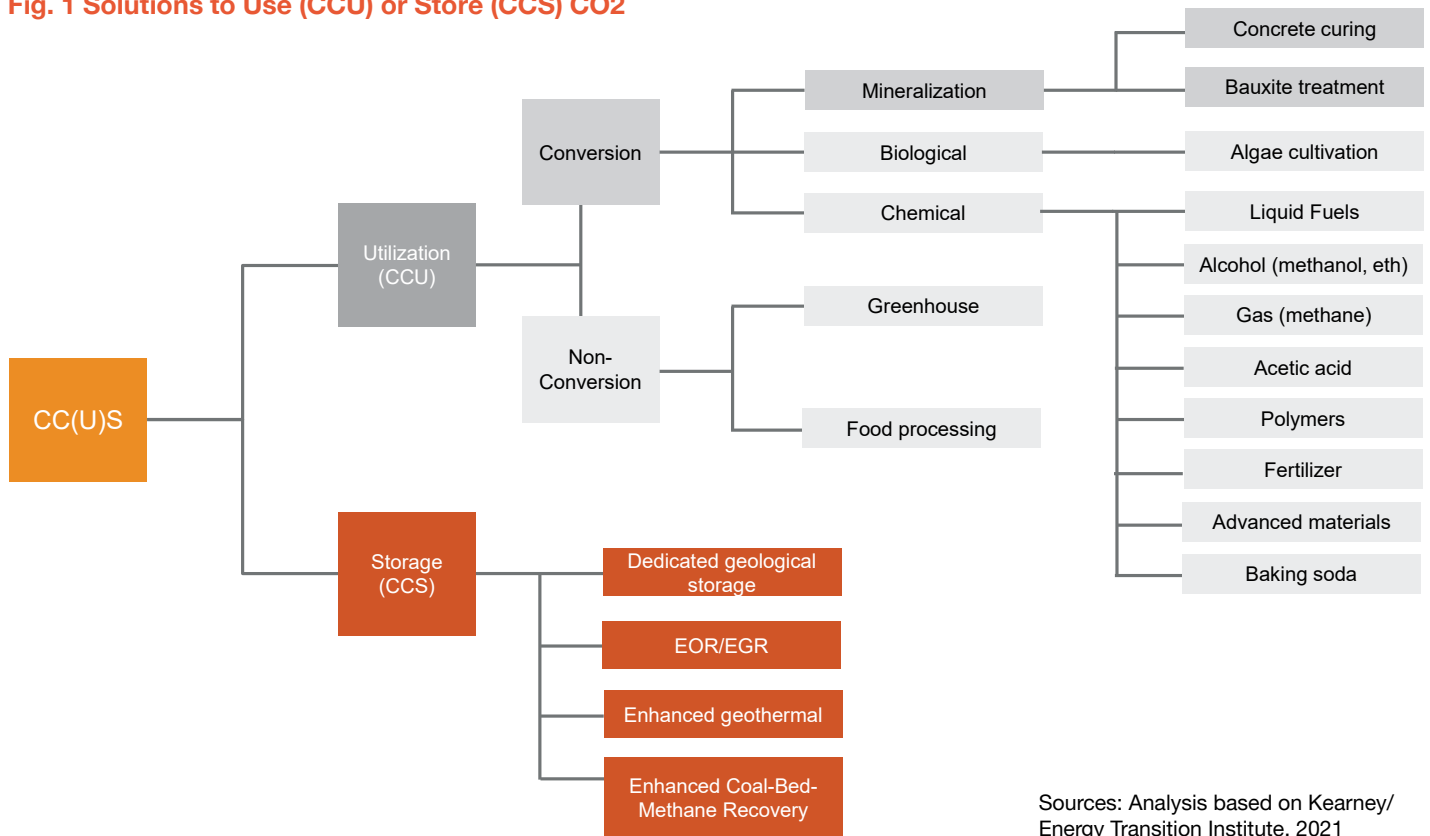 Fig. 1 Solutions to Use (CCU) or Store (CCS) CO2
Concrete curing
Mineralization
Bauxite treatment
Conversion
Biological
Algae cultivation
Chemical
Liquid Fuels
Utilization
(CCU)
Alcohol (methanol, eth)
Greenhouse
Gas (methane)
Non-
Conversion
Acetic acid
CC(U)S
Food processing
Polymers
Fertilizer
Advanced materials
Storage
(CCS)
Dedicated geological
storage
Baking soda
EOR/EGR
Enhanced geothermal
Enhanced Coal-Bed-
Methane Recovery
Sources: Analysis based on Kearney/
Energy Transition Institute, 2021